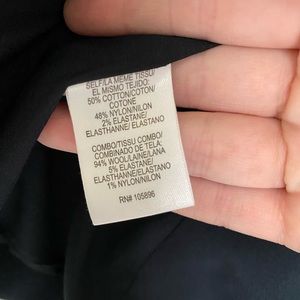 SELF/LA MEME TISSU/
EL MISMO TEJIDO:
50% COTTON/COTON/
COTONE
48% NYLON/NILON
2% ELASTANE/
ELASTHANNE/ ELASTANO
COMBO/TISSU COMBO/
COMBINADO DE TELA:
94% WOOL/LAINE/LANA
5% ELASTANE/
ELASTHANNE/ELASTANO
1% NYLON/NILON
RN# 105896